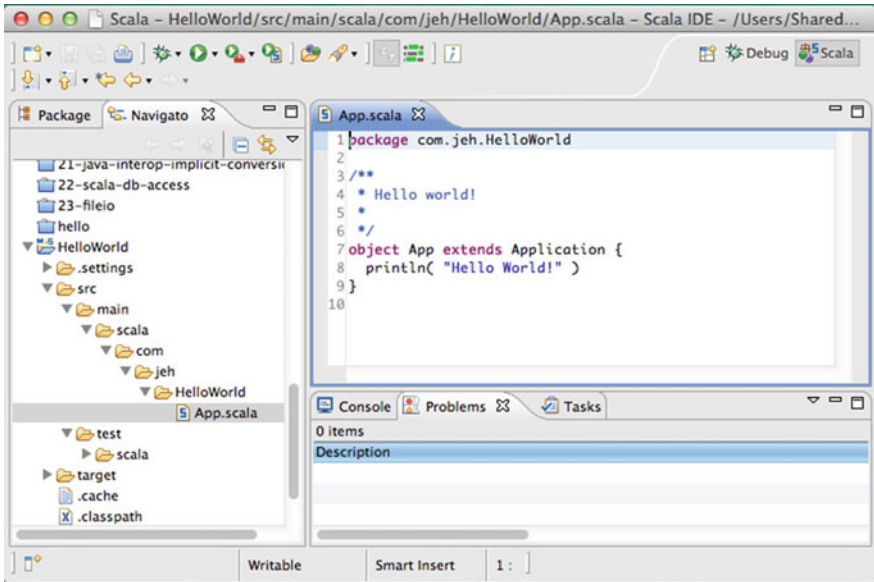 Scala – HelloWorld/src/main/scala/com/jeh/HelloWorld/App.scala – Scala IDE – /Users/Shared...
Debug
Scala
Package
Navigato
21-java-interop-implicit-conversi
22-scala-db-access
23-fileio
hello
HelloWorld
.settings
src
main
scala
com
jeh
HelloWorld
App.scala
test
scala
target
.cache
.classpath
App.scala
1 package com.jeh.HelloWorld
2
3 /**
4 * Hello world!
5 *
6 */
7 object App extends Application {
8 println( "Hello World!" )
9 }
10
Console
Problems
Tasks
0 items
Description
Writable
Smart Insert
1 :